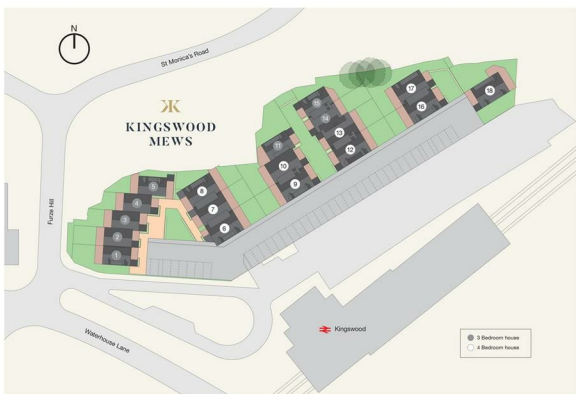 N
St Monica's Road
KINGSWOOD
MEWS
Furze Hill
17
18
16
15
14
13
12
11
10
9
8
7
6
5
4
3
2
1
Waterhouse Lane
Kingswood
3 Bedroom house
4 Bedroom house